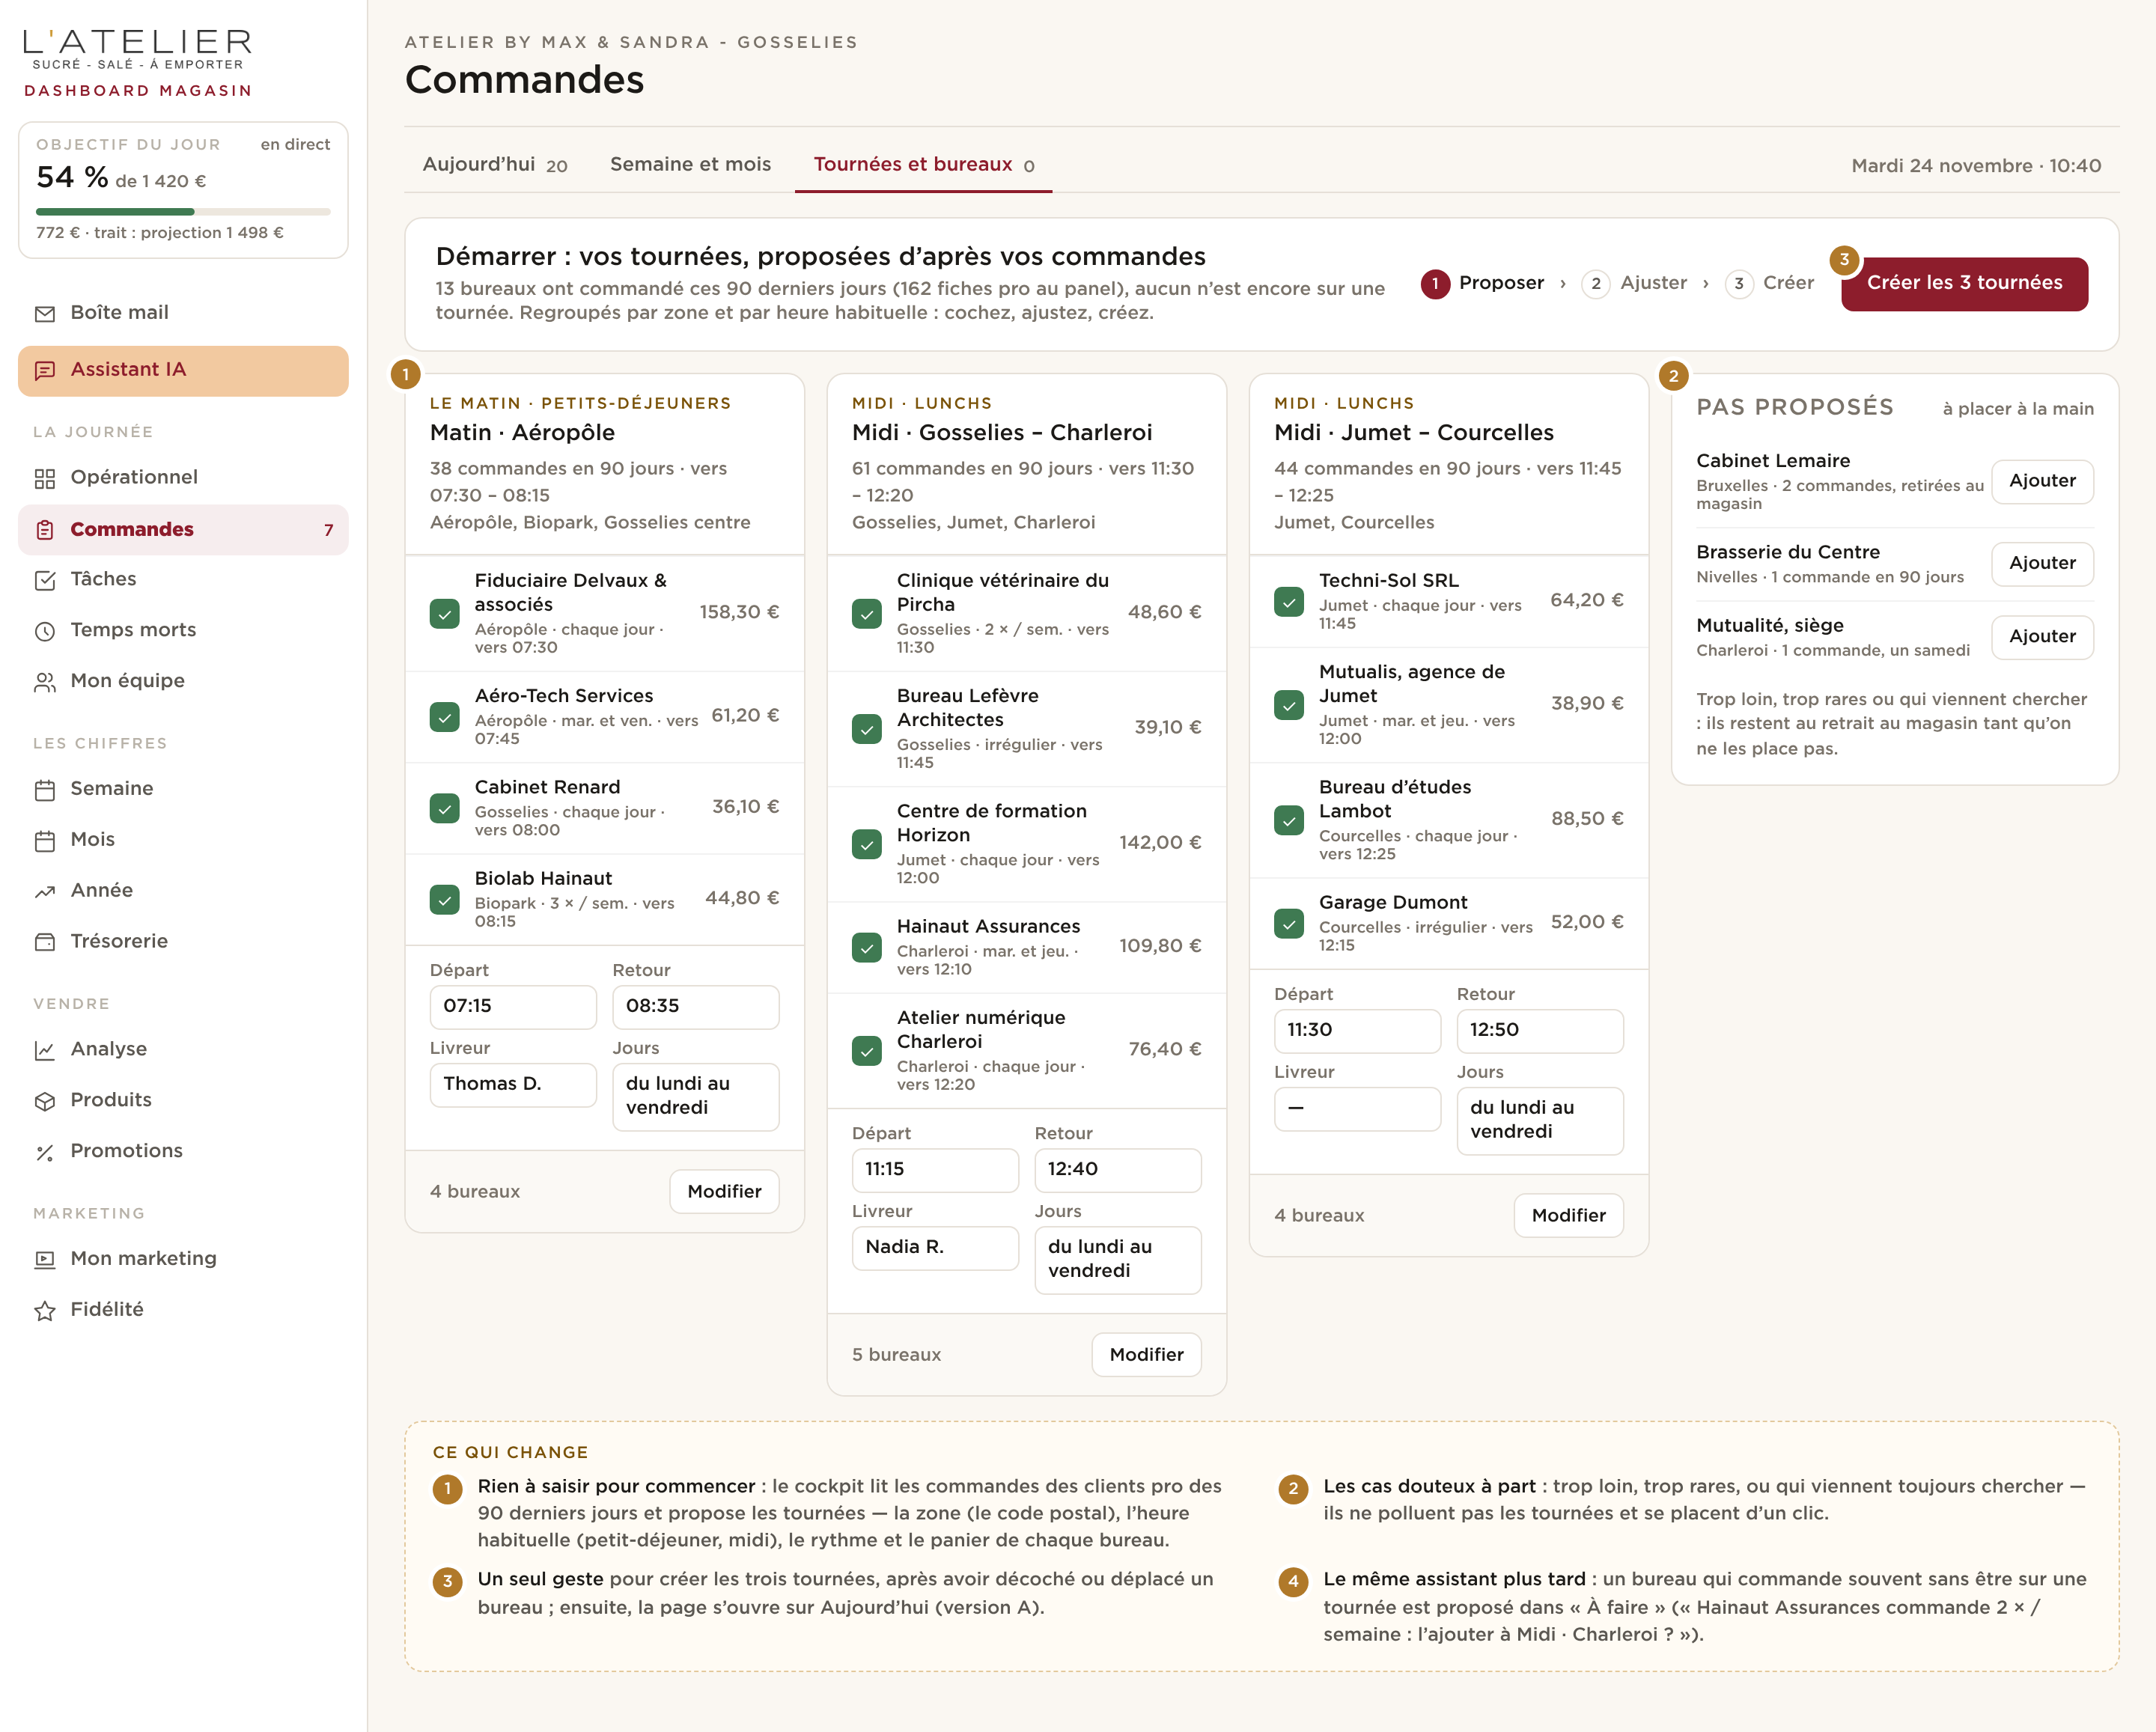 L'ATELIER
SUCRÉ - SALÉ - Á EMPORTER
DASHBOARD MAGASIN
OBJECTIF DU JOUR en direct
54 % de 1 420 €
772 € · trait : projection 1 498 €
Boîte mail
Assistant IA
LA JOURNÉE
Opérationnel
Commandes 7
Tâches
Temps morts
Mon équipe
LES CHIFFRES
Semaine
Mois
Année
Trésorerie
VENDRE
Analyse
Produits
Promotions
MARKETING
Mon marketing
Fidélité
ATELIER BY MAX & SANDRA - GOSSELIES
Commandes
Aujourd’hui 20 Semaine et mois Tournées et bureaux 0 Mardi 24 novembre · 10:40
Démarrer : vos tournées, proposées d’après vos commandes
13 bureaux ont commandé ces 90 derniers jours (162 fiches pro au panel), aucun n’est encore sur une
tournée. Regroupés par zone et par heure habituelle : cochez, ajustez, créez.
1 Proposer › 2 Ajuster › 3 Créer
3
Créer les 3 tournées
1
LE MATIN · PETITS-DÉJEUNERS
Matin · Aéropôle
38 commandes en 90 jours · vers
07:30 – 08:15
Aéropôle, Biopark, Gosselies centre
Fiduciaire Delvaux &
associés
158,30 €
Aéropôle · chaque jour ·
vers 07:30
Aéro-Tech Services
61,20 €
Aéropôle · mar. et ven. · vers
07:45
Cabinet Renard
36,10 €
Gosselies · chaque jour ·
vers 08:00
Biolab Hainaut
44,80 €
Biopark · 3 × / sem. · vers
08:15
Départ Retour
07:15 08:35
Livreur Jours
Thomas D. du lundi au
vendredi
4 bureaux Modifier
MIDI · LUNCHS
Midi · Gosselies – Charleroi
61 commandes en 90 jours · vers 11:30
– 12:20
Gosselies, Jumet, Charleroi
Clinique vétérinaire du
Pircha
48,60 €
Gosselies · 2 × / sem. · vers
11:30
Bureau Lefèvre
Architectes
39,10 €
Gosselies · irrégulier · vers
11:45
Centre de formation
Horizon
142,00 €
Jumet · chaque jour · vers
12:00
Hainaut Assurances
109,80 €
Charleroi · mar. et jeu. ·
vers 12:10
Atelier numérique
Charleroi
76,40 €
Charleroi · chaque jour ·
vers 12:20
Départ Retour
11:15 12:40
Livreur Jours
Nadia R. du lundi au
vendredi
5 bureaux Modifier
MIDI · LUNCHS
Midi · Jumet – Courcelles
44 commandes en 90 jours · vers 11:45
– 12:25
Jumet, Courcelles
Techni-Sol SRL
64,20 €
Jumet · chaque jour · vers
11:45
Mutualis, agence de
Jumet
38,90 €
Jumet · mar. et jeu. · vers
12:00
Bureau d’études
Lambot
88,50 €
Courcelles · chaque jour ·
vers 12:25
Garage Dumont
52,00 €
Courcelles · irrégulier · vers
12:15
Départ Retour
11:30 12:50
Livreur Jours
— du lundi au
vendredi
4 bureaux Modifier
2
PAS PROPOSÉS à placer à la main
Cabinet Lemaire
Bruxelles · 2 commandes, retirées au
magasin
Ajouter
Brasserie du Centre
Nivelles · 1 commande en 90 jours
Ajouter
Mutualité, siège
Charleroi · 1 commande, un samedi
Ajouter
Trop loin, trop rares ou qui viennent chercher
: ils restent au retrait au magasin tant qu’on
ne les place pas.
CE QUI CHANGE
1 Rien à saisir pour commencer : le cockpit lit les commandes des clients pro des
90 derniers jours et propose les tournées — la zone (le code postal), l’heure
habituelle (petit-déjeuner, midi), le rythme et le panier de chaque bureau.
2 Les cas douteux à part : trop loin, trop rares, ou qui viennent toujours chercher —
ils ne polluent pas les tournées et se placent d’un clic.
3 Un seul geste pour créer les trois tournées, après avoir décoché ou déplacé un
bureau ; ensuite, la page s’ouvre sur Aujourd’hui (version A).
4 Le même assistant plus tard : un bureau qui commande souvent sans être sur une
tournée est proposé dans « À faire » (« Hainaut Assurances commande 2 × /
semaine : l’ajouter à Midi · Charleroi ? »).